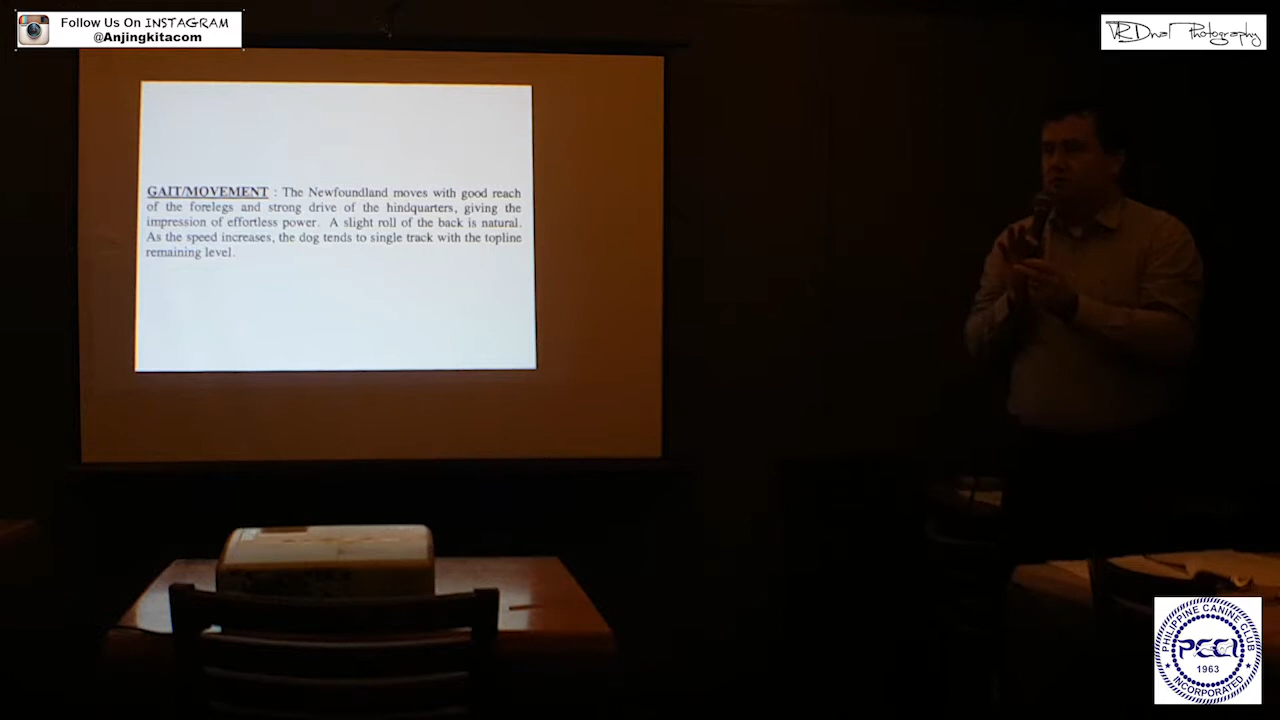 Follow Us On INSTAGRAM
@Anjingkitacom
VRDnal Photography
GAIT/MOVEMENT : The Newfoundland moves with good reach
of the forelegs and strong drive of the hindquarters, giving the
impression of effortless power. A slight roll of the back is natural.
As the speed increases, the dog tends to single track with the topline
remaining level.
PHILIPPINE CANINE CLUB
PCCI
1963
INCORPORATED